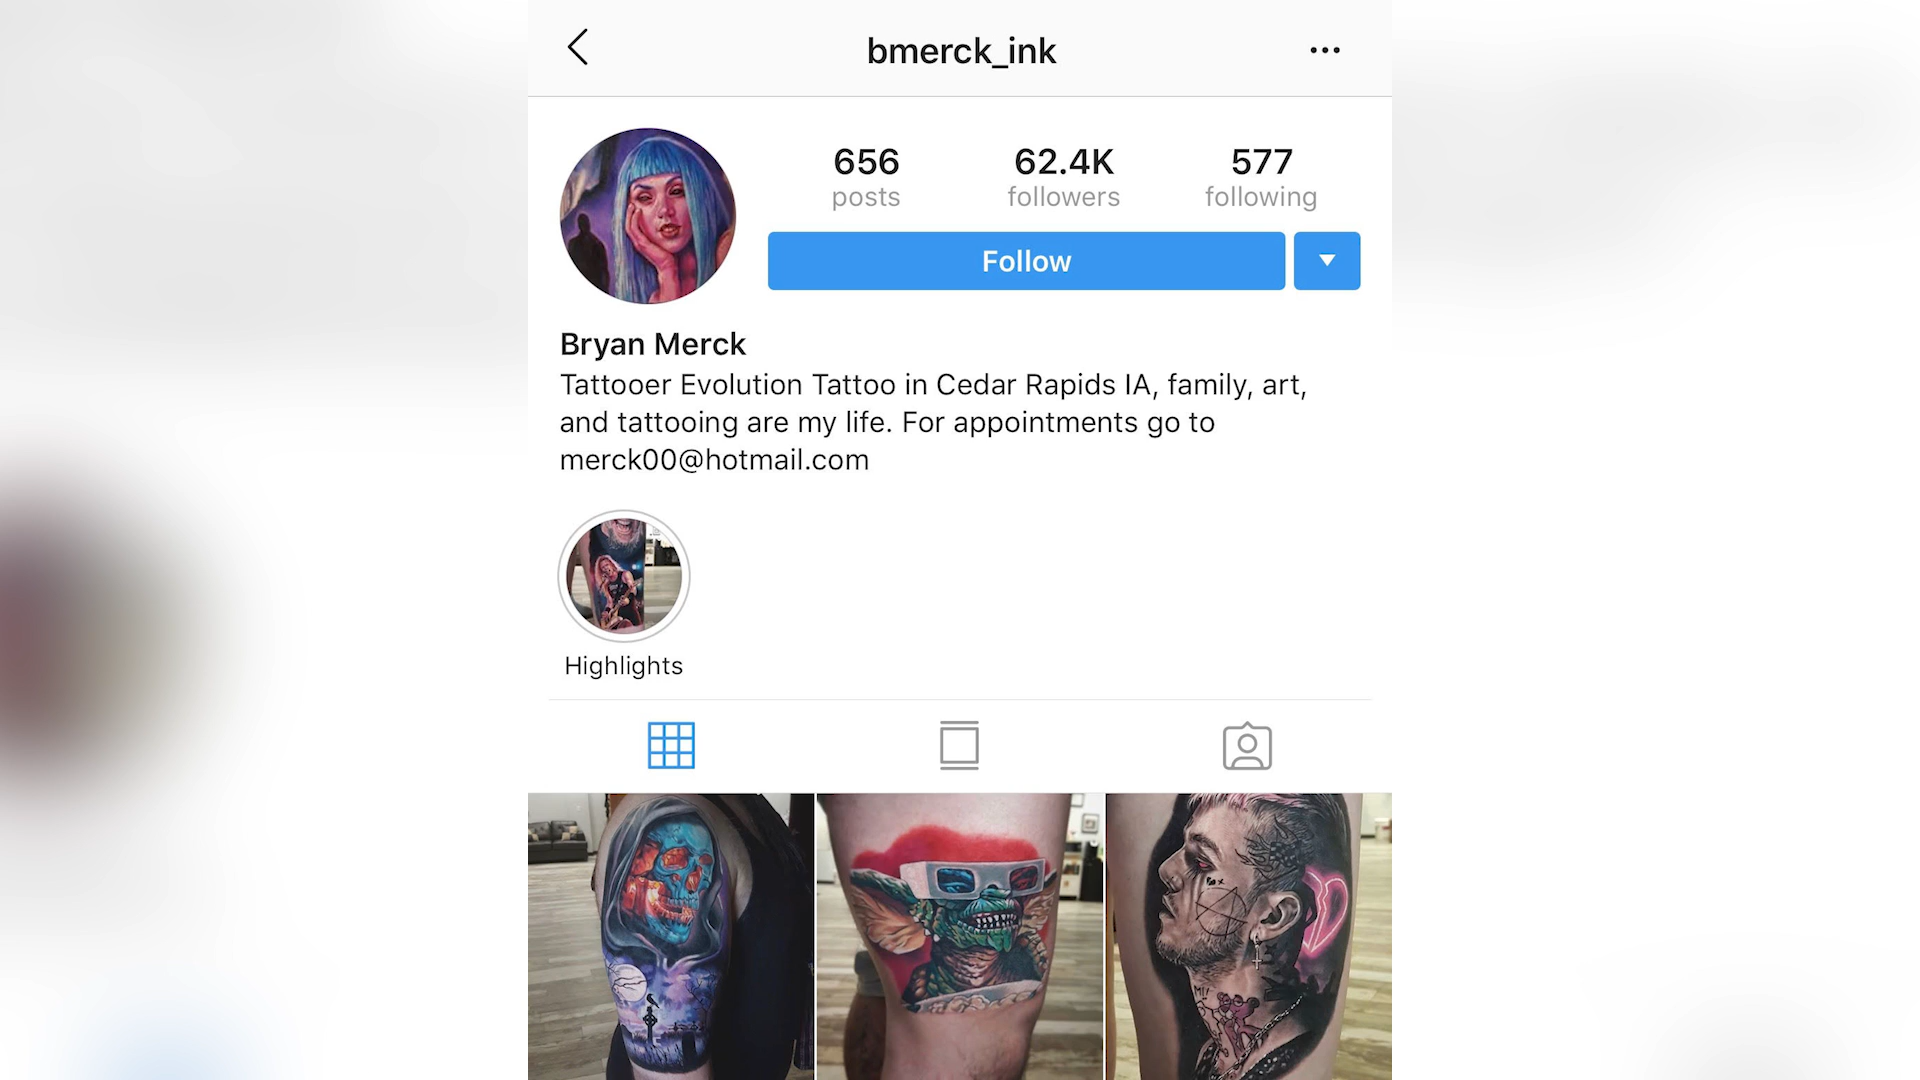 bmerck_ink
656
62.4K
577
posts
followers
following
Follow
Bryan Merck
Tattooer Evolution Tattoo in Cedar Rapids IA, family, art,
and tattooing are my life. For appointments go to
merck00@hotmail.com
Highlights